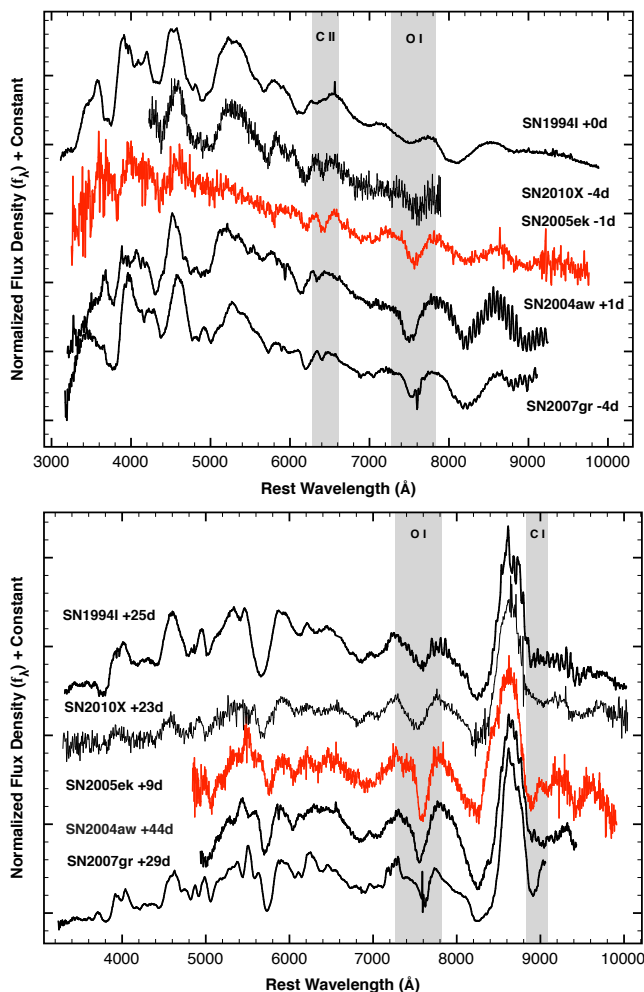 C II
O I
SN1994I +0d
SN2010X -4d
SN2005ek -1d
SN2004aw +1d
SN2007gr -4d
Normalized Flux Density (fλ) + Constant
3000 4000 5000 6000 7000 8000 9000 10000
Rest Wavelength (Å)
O I
C I
SN1994I +25d
SN2010X +23d
SN2005ek +9d
SN2004aw +44d
SN2007gr +29d
Normalized Flux Density (fλ) + Constant
4000 5000 6000 7000 8000 9000 10000
Rest Wavelength (Å)